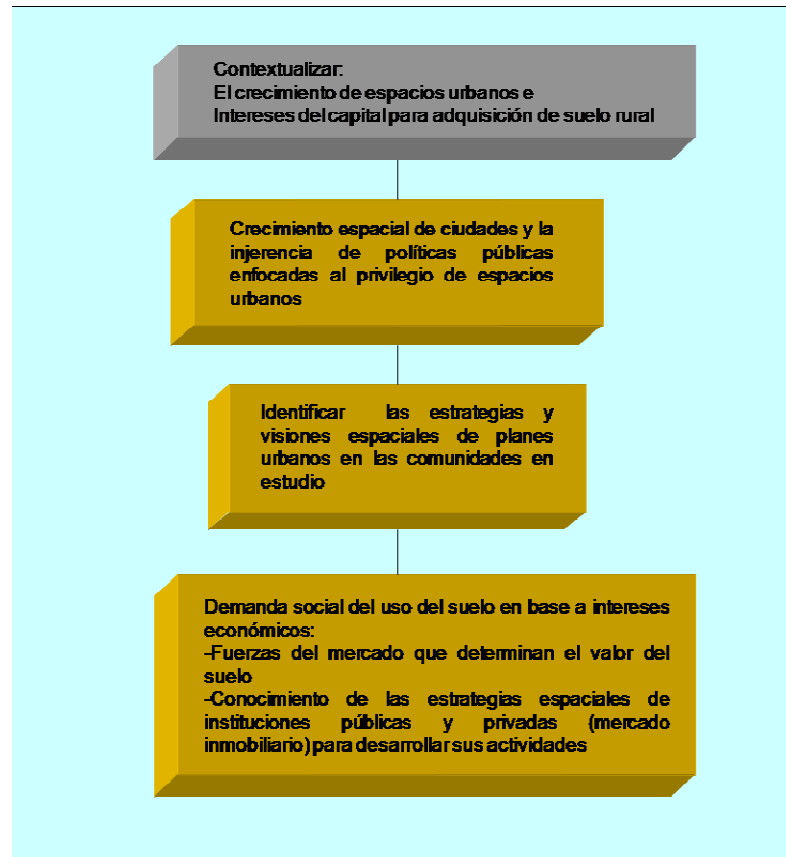 Contextualizar:
El crecimiento de espacios urbanos e
Intereses del capital para adquisición de suelo rural
Crecimiento espacial de ciudades y la
injerencia de políticas públicas
enfocadas al privilegio de espacios
urbanos
Identificar las estrategias y
visiones espaciales de planes
urbanos en las comunidades en
estudio
Demanda social del uso del suelo en base a intereses
económicos:
-Fuerzas del mercado que determinan el valor del
suelo
-Conocimiento de las estrategias espaciales de
instituciones públicas y privadas (mercado
inmobiliario) para desarrollar sus actividades